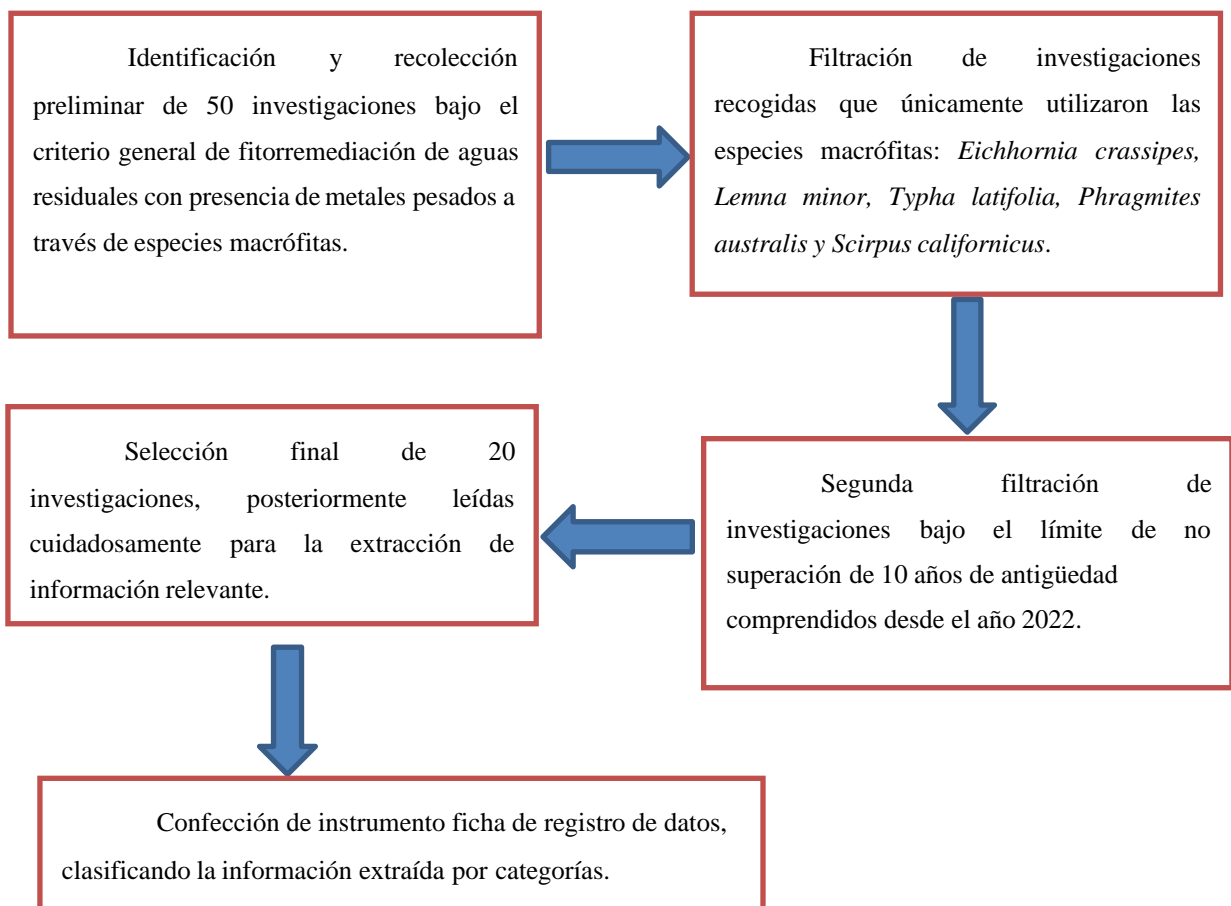 Identificación y recolección
preliminar de 50 investigaciones bajo el
criterio general de fitorremediación de aguas
residuales con presencia de metales pesados a
través de especies macrófitas.
Filtración de investigaciones
recogidas que únicamente utilizaron las
especies macrófitas: Eichhornia crassipes,
Lemna minor, Typha latifolia, Phragmites
australis y Scirpus californicus.
Segunda filtración de
investigaciones bajo el límite de no
superación de 10 años de antigüedad
comprendidos desde el año 2022.
Selección final de 20
investigaciones, posteriormente leídas
cuidadosamente para la extracción de
información relevante.
Confección de instrumento ficha de registro de datos,
clasificando la información extraída por categorías.